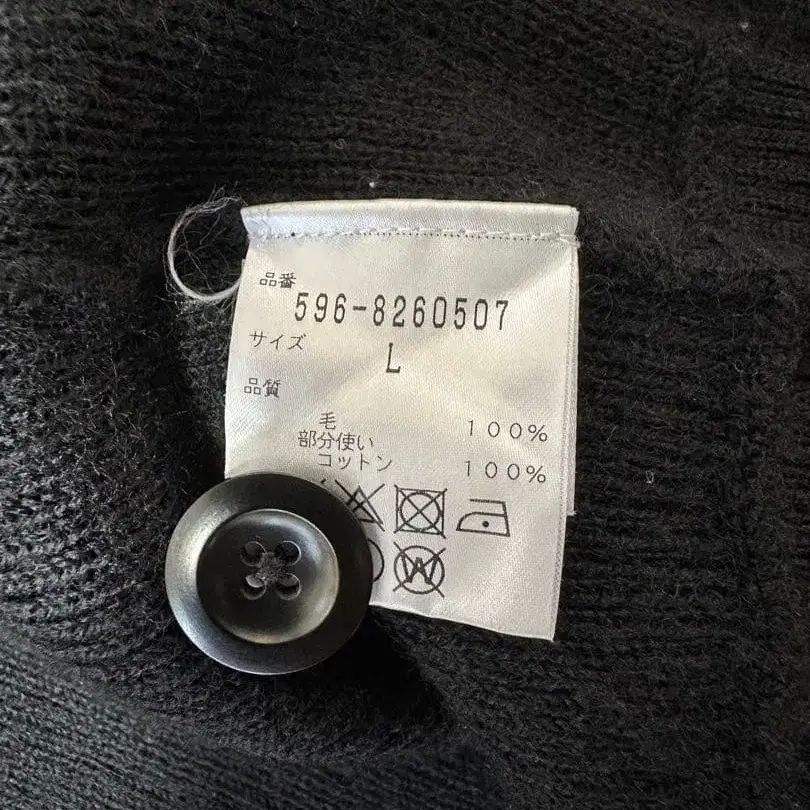 品番
596-8260507
サイズ
L
品質
毛 100%
部分使い
コットン 100%